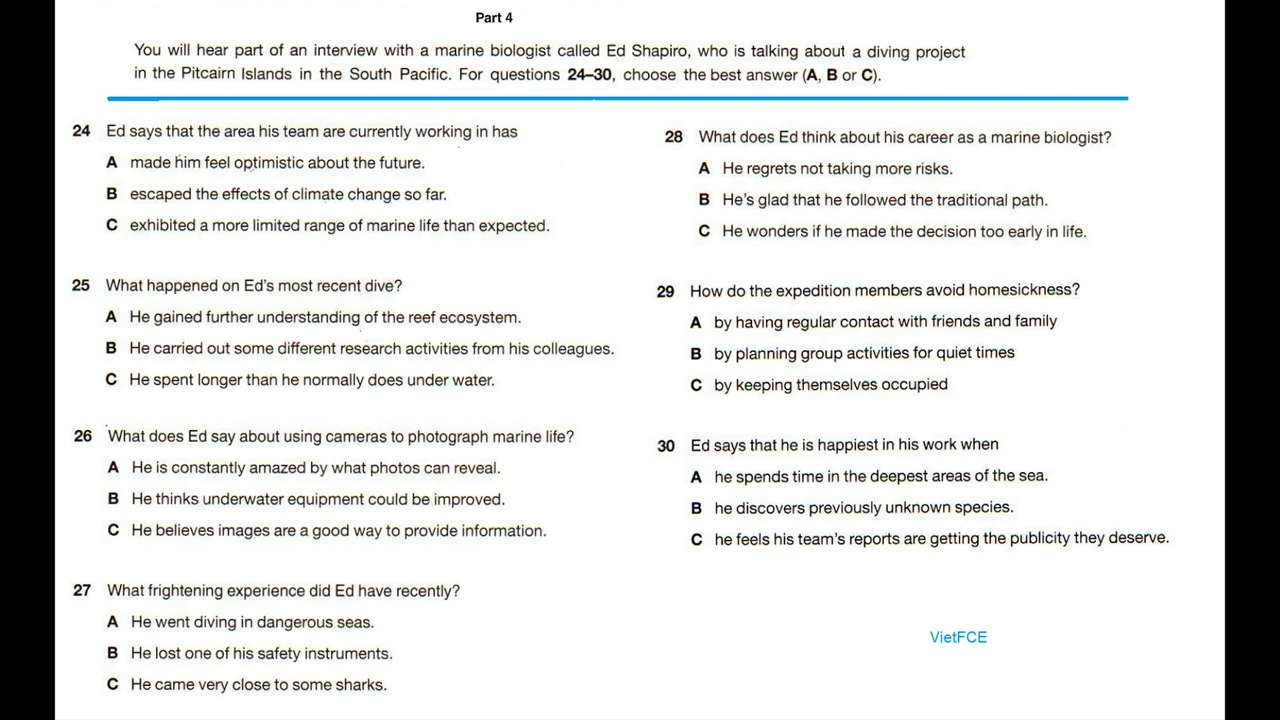 Part 4
You will hear part of an interview with a marine biologist called Ed Shapiro, who is talking about a diving project
in the Pitcairn Islands in the South Pacific. For questions 24–30, choose the best answer (A, B or C).
24 Ed says that the area his team are currently working in has
A made him feel optimistic about the future.
B escaped the effects of climate change so far.
C exhibited a more limited range of marine life than expected.
25 What happened on Ed's most recent dive?
A He gained further understanding of the reef ecosystem.
B He carried out some different research activities from his colleagues.
C He spent longer than he normally does under water.
26 What does Ed say about using cameras to photograph marine life?
A He is constantly amazed by what photos can reveal.
B He thinks underwater equipment could be improved.
C He believes images are a good way to provide information.
27 What frightening experience did Ed have recently?
A He went diving in dangerous seas.
B He lost one of his safety instruments.
C He came very close to some sharks.
28 What does Ed think about his career as a marine biologist?
A He regrets not taking more risks.
B He's glad that he followed the traditional path.
C He wonders if he made the decision too early in life.
29 How do the expedition members avoid homesickness?
A by having regular contact with friends and family
B by planning group activities for quiet times
C by keeping themselves occupied
30 Ed says that he is happiest in his work when
A he spends time in the deepest areas of the sea.
B he discovers previously unknown species.
C he feels his team's reports are getting the publicity they deserve.
VietFCE